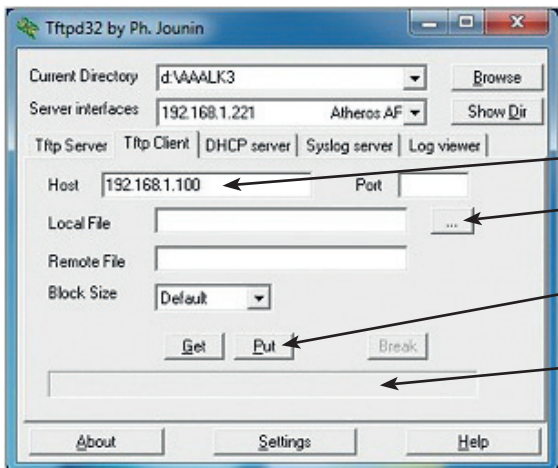 Tftpd32 by Ph. Jounin
Current Directory d:\AAALK3 Browse
Server interfaces 192.168.1.221 Atheros AF Show Dir
Tftp Server Tftp Client DHCP server Syslog server Log viewer
Host 192.168.1.100 Port
Local File ...
Remote File
Block Size Default
Get Put Break
About Settings Help